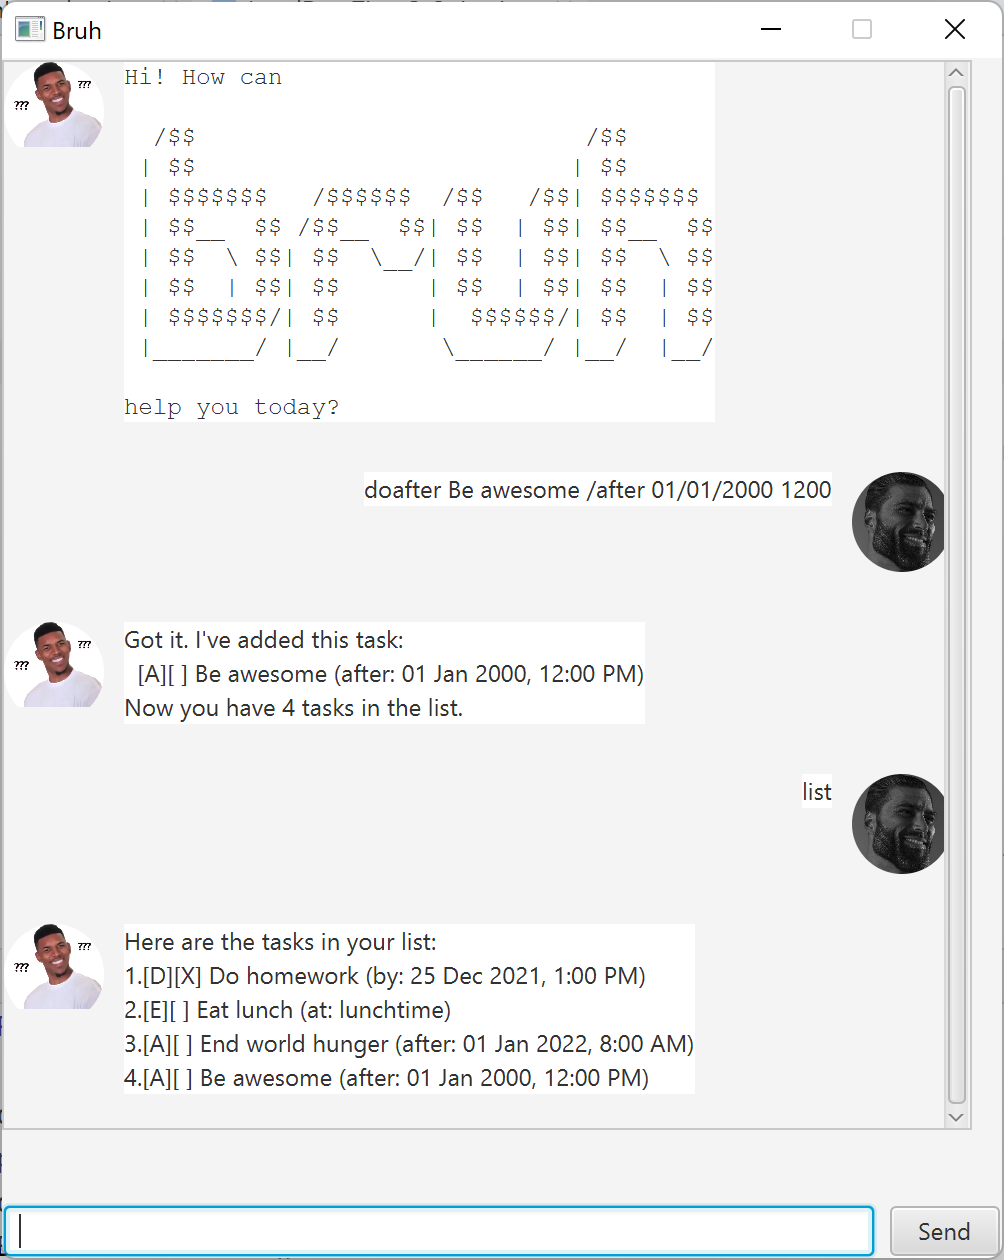 Bruh
??? ???
Hi! How can
  /$$                          /$$
 | $$                         | $$
 | $$$$$$$   /$$$$$$  /$$   /$$| $$$$$$$
 | $$__  $$ /$$__  $$| $$  | $$| $$__  $$
 | $$  \ $$| $$  \__/| $$  | $$| $$  \ $$
 | $$  | $$| $$      | $$  | $$| $$  | $$
 | $$$$$$$/| $$      |  $$$$$$/| $$  | $$
 |_______/ |__/       \______/ |__/  |__/
help you today?
doafter Be awesome /after 01/01/2000 1200
??? ???
Got it. I've added this task:
  [A][ ] Be awesome (after: 01 Jan 2000, 12:00 PM)
Now you have 4 tasks in the list.
list
??? ???
Here are the tasks in your list:
1.[D][X] Do homework (by: 25 Dec 2021, 1:00 PM)
2.[E][ ] Eat lunch (at: lunchtime)
3.[A][ ] End world hunger (after: 01 Jan 2022, 8:00 AM)
4.[A][ ] Be awesome (after: 01 Jan 2000, 12:00 PM)
Send